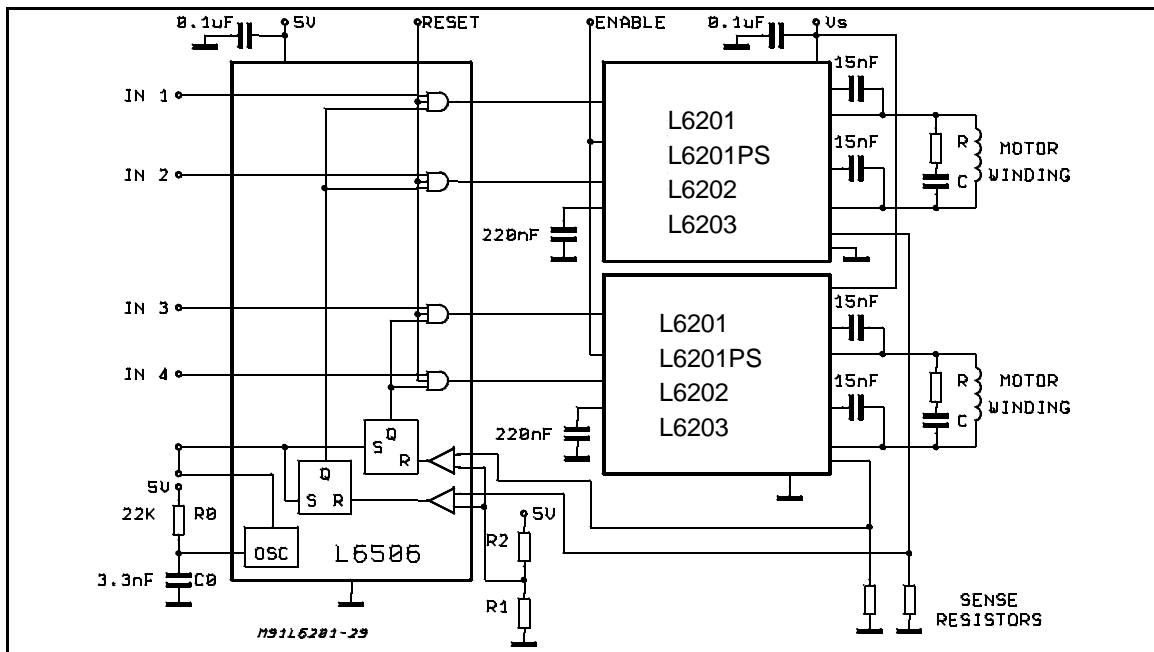 0.1uF
5V
RESET
ENABLE
0.1uF
Vs
15nF
IN 1
L6201
L6201PS
L6202
L6203
15nF
R
C
MOTOR
WINDING
IN 2
220nF
IN 3
15nF
L6201
L6201PS
L6202
L6203
IN 4
15nF
R
C
MOTOR
WINDING
220nF
Q
S
R
Q
S
R
5V
22K
R0
OSC
L6506
5V
R2
3.3nF
C0
R1
SENSE
RESISTORS
M91L6201-29